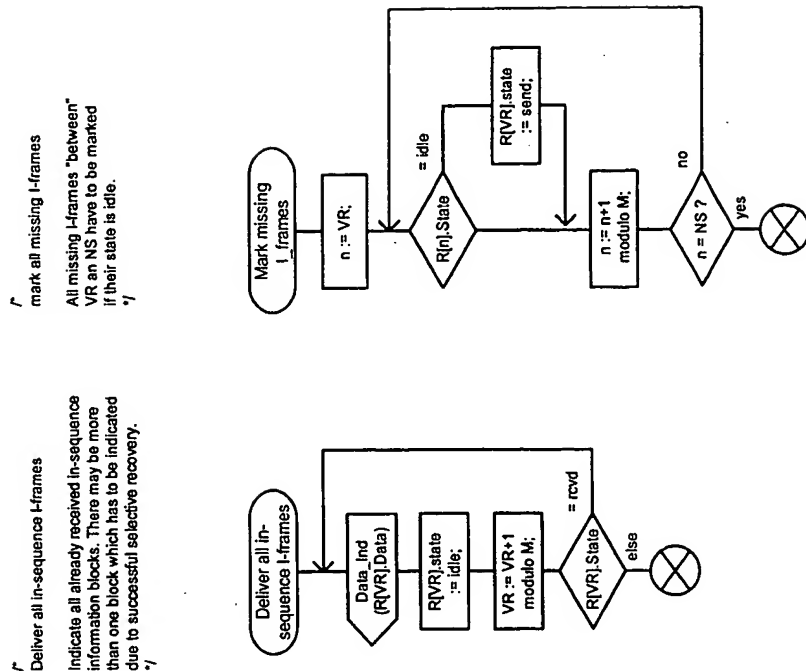 /*
Deliver all in-sequence I-frames
Indicate all already received in-sequence
information blocks. There may be more
than one block which has to be indicated
due to successful selective recovery.
*/
Deliver all in-
sequence I-frames
Data_Ind
(R[VR].Data)
R[VR].state
:= idle;
VR := VR+1
modulo M;
R[VR].State
= rcvd
else
/*
mark all missing I-frames
All missing I-frames "between"
VR an NS have to be marked
if their state is idle.
*/
Mark missing
I_frames
n := VR;
R[n].State
= idle
R[VR].state
:= send;
n := n+1
modulo M;
n = NS ?
no
yes